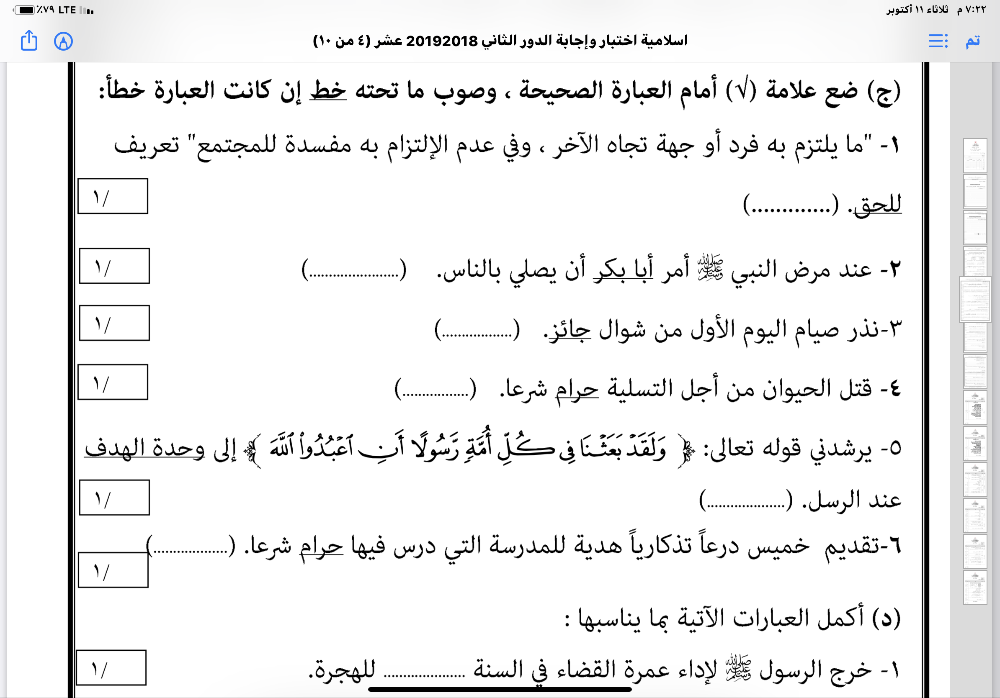 ٧:٢٢ م ثلاثاء ١١ أكتوبر
LTE ٪٧٩
تم
اسلامية اختبار وإجابة الدور الثاني 20192018 عشر (٤ من ١٠)
(ج) ضع علامة (√) أمام العبارة الصحيحة ، وصوب ما تحته خط إن كانت العبارة خطأ:
١- "ما يلتزم به فرد أو جهة تجاه الآخر ، وفي عدم الإلتزام به مفسدة للمجتمع" تعريف
للحق. (.............)
/١
٢- عند مرض النبي ﷺ أمر أبا بكر أن يصلي بالناس. (.......................)
/١
٣-نذر صيام اليوم الأول من شوال جائز. (..................)
/١
٤- قتل الحيوان من أجل التسلية حرام شرعا. (.................)
/١
٥- يرشدني قوله تعالى: ﴿ وَلَقَدْ بَعَثْنَا فِي كُلِّ أُمَّةٍ رَّسُولًا أَنِ ٱعْبُدُواْ ٱللَّهَ ﴾ إلى وحدة الهدف
عند الرسل. (....................)
/١
٦-تقديم خميس درعاً تذكارياً هدية للمدرسة التي درس فيها حرام شرعا. (...................)
/١
(د) أكمل العبارات الآتية بما يناسبها :
١- خرج الرسول ﷺ لإداء عمرة القضاء في السنة ..................... للهجرة.
/١